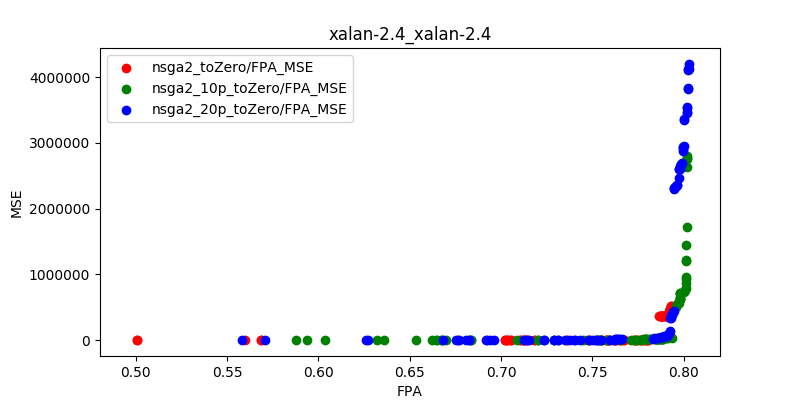 xalan-2.4_xalan-2.4
nsga2_toZero/FPA_MSE
nsga2_10p_toZero/FPA_MSE
nsga2_20p_toZero/FPA_MSE
4000000
3000000
2000000
1000000
0
MSE
0.50 0.55 0.60 0.65 0.70 0.75 0.80
FPA